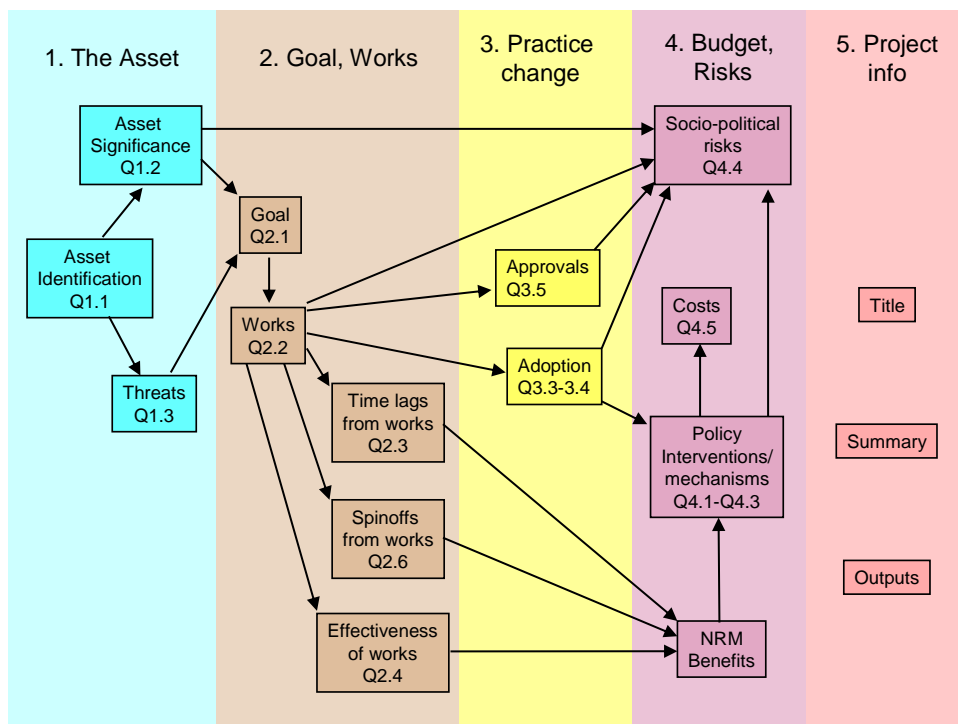 1. The Asset
2. Goal, Works
3. Practice
change
4. Budget,
Risks
5. Project
info
Asset
Significance
Q1.2
Asset
Identification
Q1.1
Threats
Q1.3
Goal
Q2.1
Works
Q2.2
Time lags
from works
Q2.3
Spinoffs
from works
Q2.6
Effectiveness
of works
Q2.4
Approvals
Q3.5
Adoption
Q3.3-3.4
Socio-political
risks
Q4.4
Costs
Q4.5
Policy
Interventions/
mechanisms
Q4.1-Q4.3
NRM
Benefits
Title
Summary
Outputs